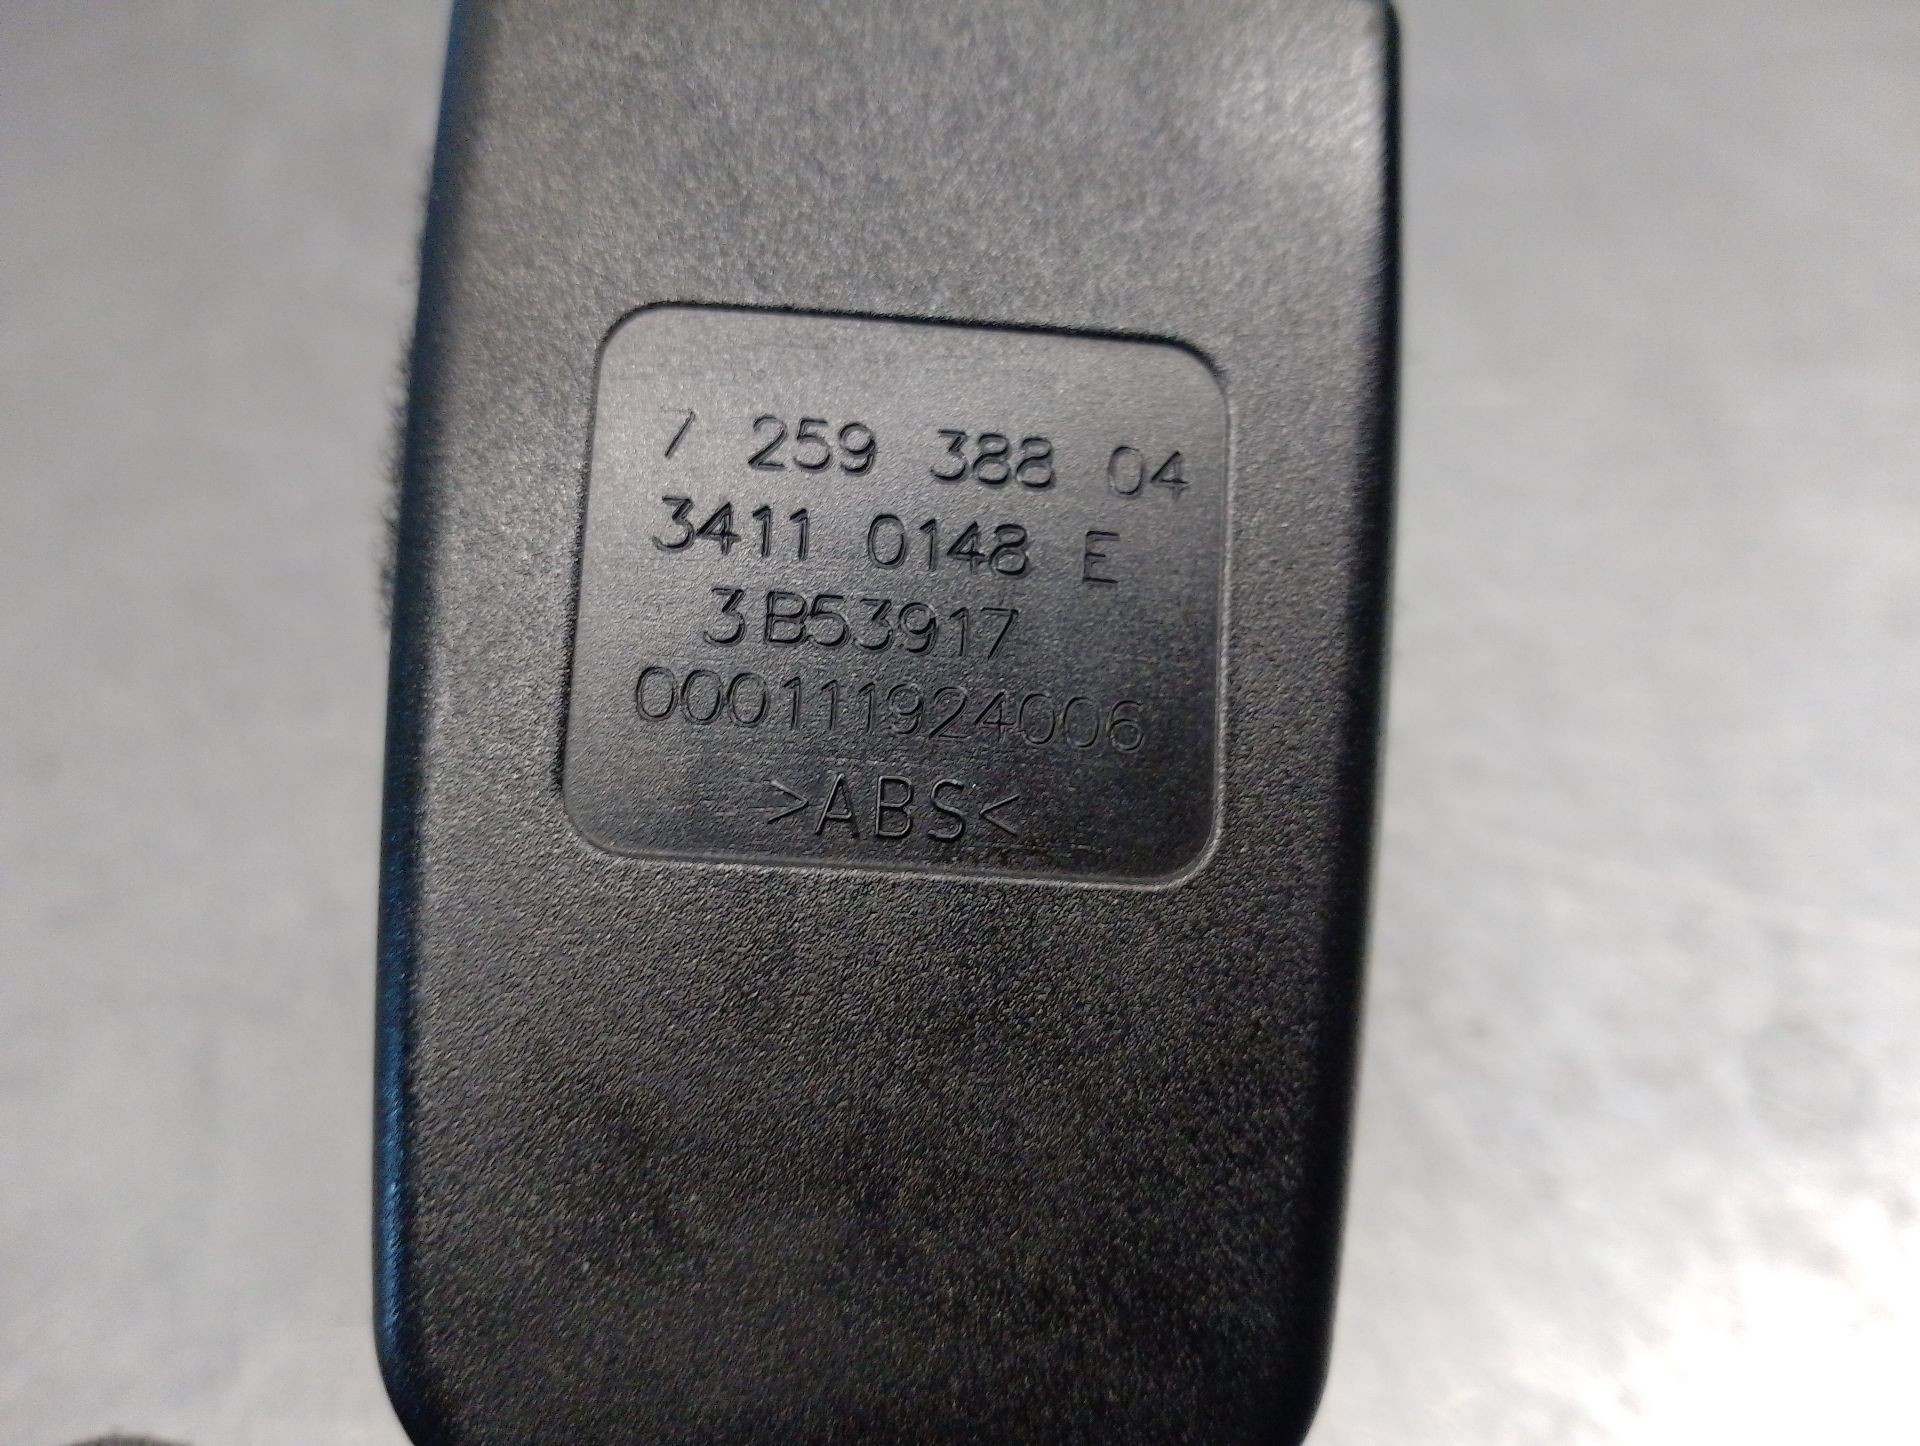 7 259 388 04
3411 0148 E
3B53917
000111924006
>ABS<